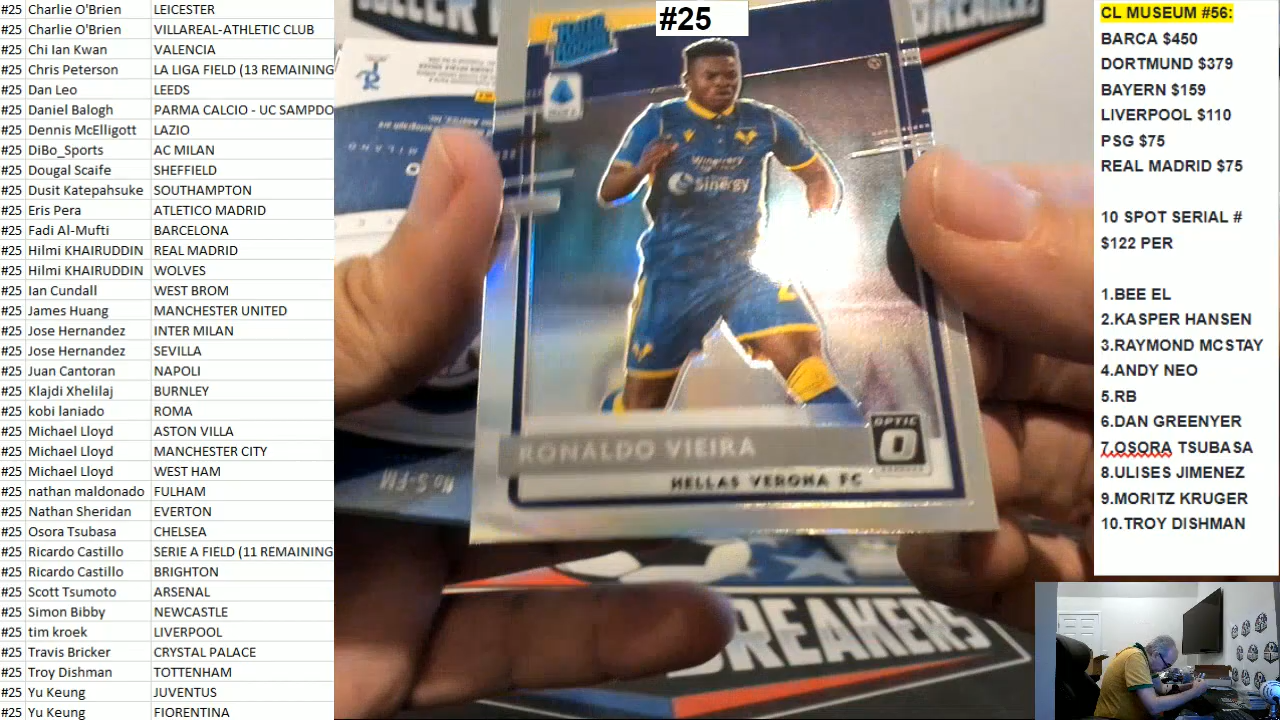 #25 Charlie O'Brien LEICESTER
#25 Charlie O'Brien VILLAREAL-ATHLETIC CLUB
#25 Chi Ian Kwan VALENCIA
#25 Chris Peterson LA LIGA FIELD (13 REMAINING
#25 Dan Leo LEEDS
#25 Daniel Balogh PARMA CALCIO - UC SAMPDO
#25 Dennis McElligott LAZIO
#25 DiBo_Sports AC MILAN
#25 Dougal Scaife SHEFFIELD
#25 Dusit Katepahsuke SOUTHAMPTON
#25 Eris Pera ATLETICO MADRID
#25 Fadi Al-Mufti BARCELONA
#25 Hilmi KHAIRUDDIN REAL MADRID
#25 Hilmi KHAIRUDDIN WOLVES
#25 Ian Cundall WEST BROM
#25 James Huang MANCHESTER UNITED
#25 Jose Hernandez INTER MILAN
#25 Jose Hernandez SEVILLA
#25 Juan Cantoran NAPOLI
#25 Klajdi Xhelilaj BURNLEY
#25 kobi laniado ROMA
#25 Michael Lloyd ASTON VILLA
#25 Michael Lloyd MANCHESTER CITY
#25 Michael Lloyd WEST HAM
#25 nathan maldonado FULHAM
#25 Nathan Sheridan EVERTON
#25 Osora Tsubasa CHELSEA
#25 Ricardo Castillo SERIE A FIELD (11 REMAINING
#25 Ricardo Castillo BRIGHTON
#25 Scott Tsumoto ARSENAL
#25 Simon Bibby NEWCASTLE
#25 tim kroek LIVERPOOL
#25 Travis Bricker CRYSTAL PALACE
#25 Troy Dishman TOTTENHAM
#25 Yu Keung JUVENTUS
#25 Yu Keung FIORENTINA
#25
RATED
ROOKIE
sinergy
OPTIC
RONALDO VIEIRA
HELLAS VERONA FC
No S-FM
BREAKERS
CL MUSEUM #56:
BARCA $450
DORTMUND $379
BAYERN $159
LIVERPOOL $110
PSG $75
REAL MADRID $75
10 SPOT SERIAL #
$122 PER
1.BEE EL
2.KASPER HANSEN
3.RAYMOND MCSTAY
4.ANDY NEO
5.RB
6.DAN GREENYER
7.OSORA TSUBASA
8.ULISES JIMENEZ
9.MORITZ KRUGER
10.TROY DISHMAN